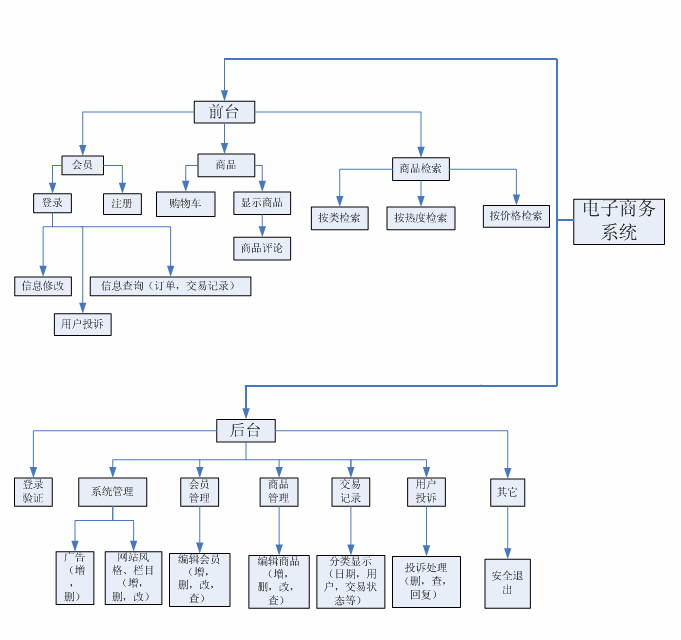 前台
会员
商品
商品检索
登录
注册
购物车
显示商品
按类检索
按热度检索
按价格检索
电子商务
系统
商品评论
信息修改
信息查询（订单，交易记录）
用户投诉
后台
登录
验证
系统管理
会员
管理
商品
管理
交易
记录
用户
投诉
其它
广告
（增
，
删）
网站风
格、栏目
（增，
删，改）
编辑会员
（增，
删，改，
查）
编辑商品
（增，
删，改，
查）
分类显示
（日期，用
户，交易状
态等）
投诉处理
（删，查，
回复）
安全退
出